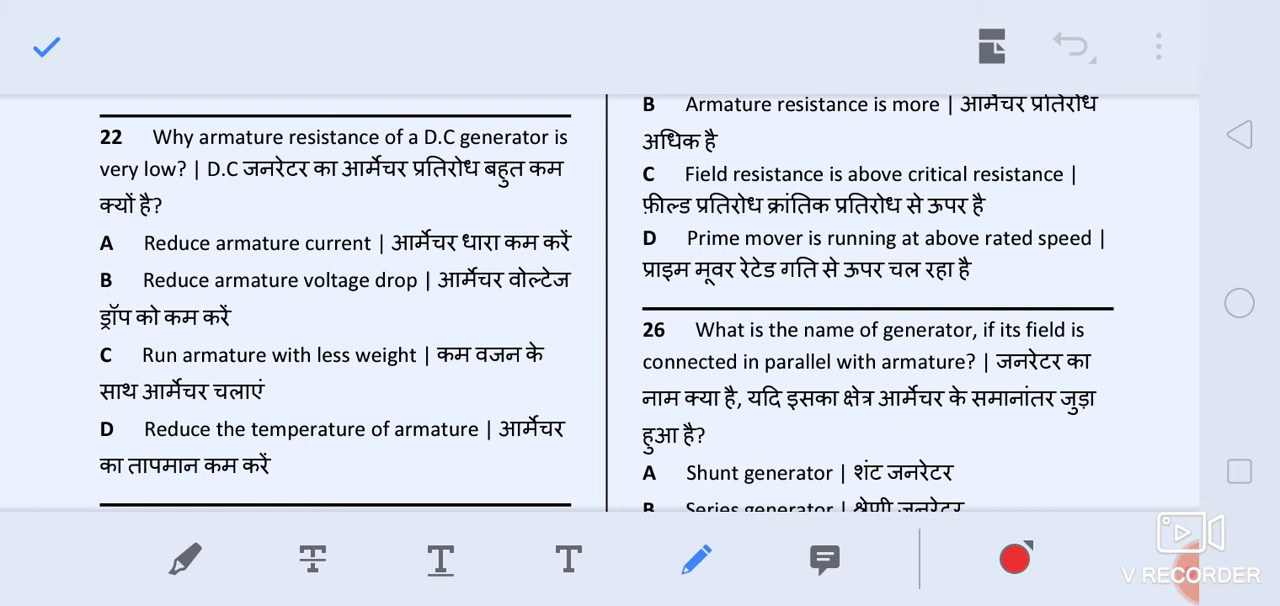 22 Why armature resistance of a D.C generator is
very low? | D.C जनरेटर का आर्मेचर प्रतिरोध बहुत कम
क्यों है?
A Reduce armature current | आर्मेचर धारा कम करें
B Reduce armature voltage drop | आर्मेचर वोल्टेज
ड्रॉप को कम करें
C Run armature with less weight | कम वजन के
साथ आर्मेचर चलाएं
D Reduce the temperature of armature | आर्मेचर
का तापमान कम करें
B Armature resistance is more | आर्मेचर प्रतिरोध
अधिक है
C Field resistance is above critical resistance |
फ़ील्ड प्रतिरोध क्रांतिक प्रतिरोध से ऊपर है
D Prime mover is running at above rated speed |
प्राइम मूवर रेटेड गति से ऊपर चल रहा है
26 What is the name of generator, if its field is
connected in parallel with armature? | जनरेटर का
नाम क्या है, यदि इसका क्षेत्र आर्मेचर के समानांतर जुड़ा
हुआ है?
A Shunt generator | शंट जनरेटर
B Series generator | श्रेणी जनरेटर
V RECORDER